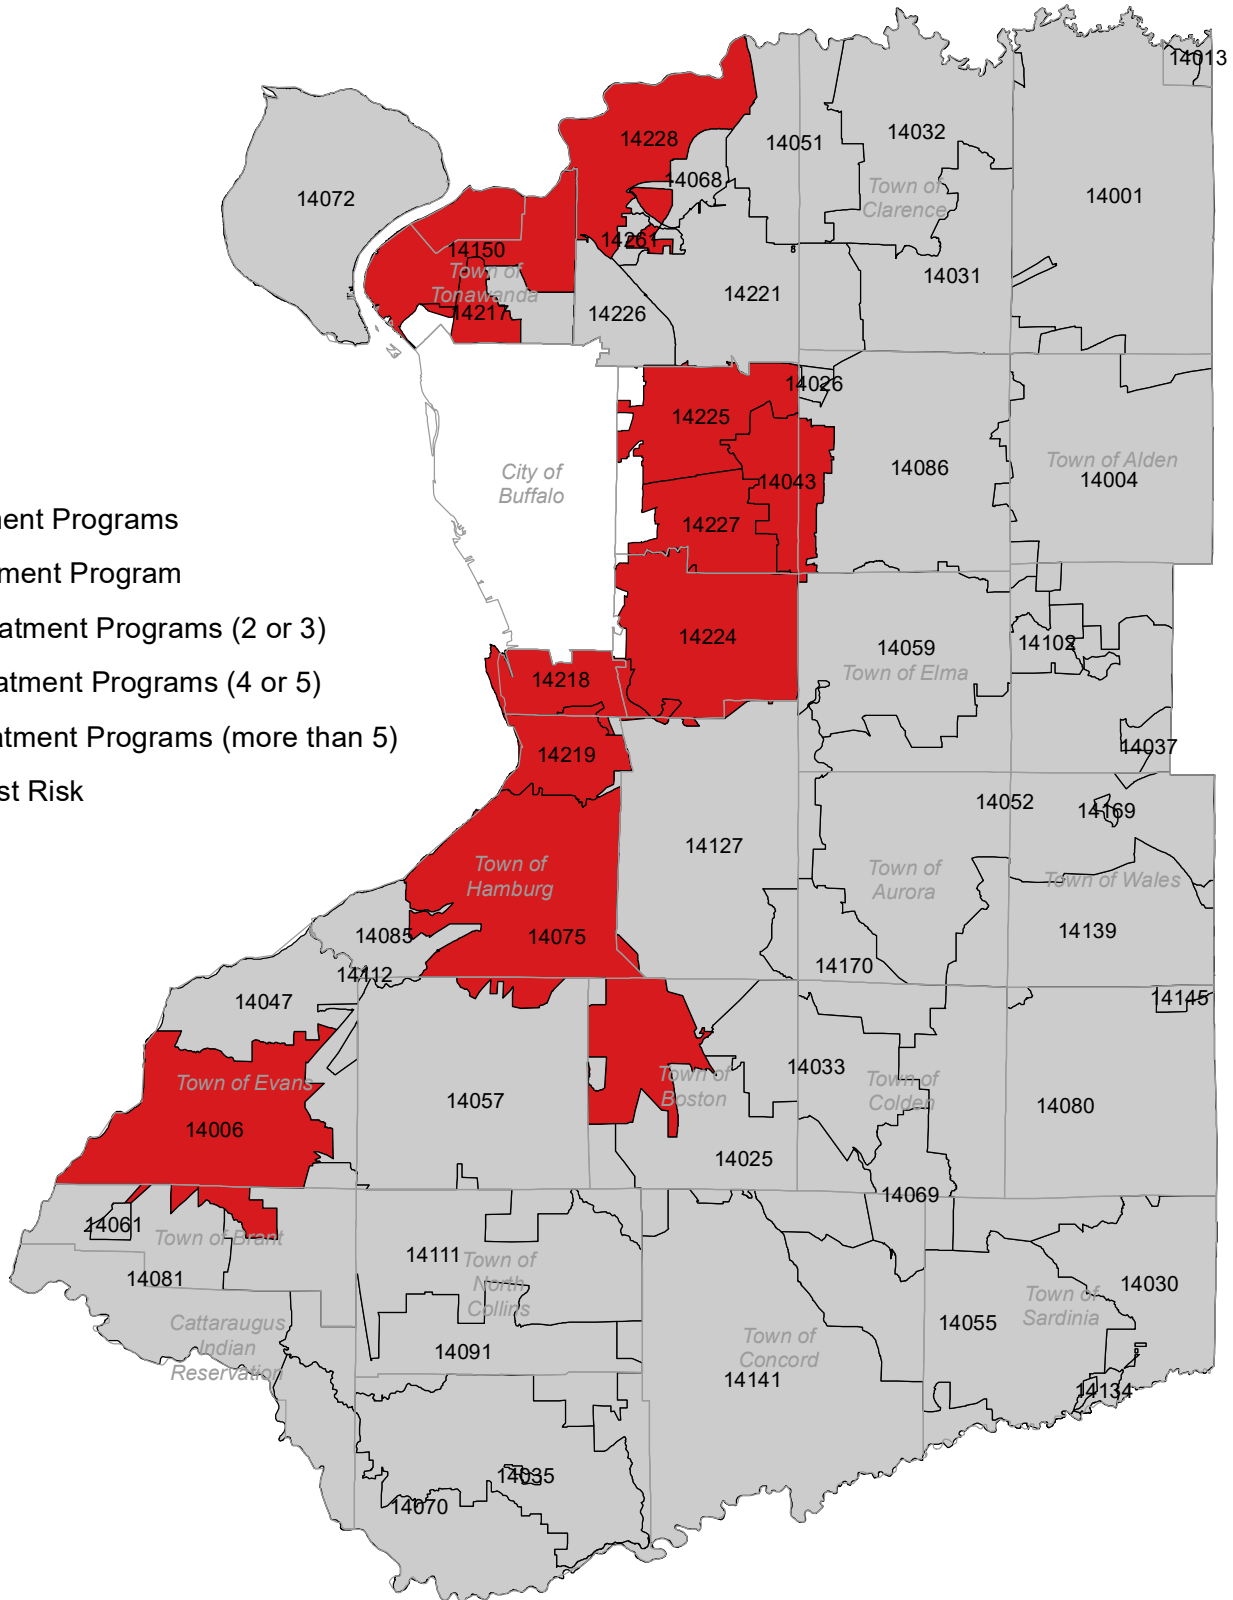 14013
14032
14051
14228
14068
14072
Town of
Clarence
14001
14261
14150
Town of
Tonawanda
14031
14221
14217
14226
14026
14225
City of
Buffalo
14043
14086
Town of Alden
14004
14227
ment Programs
tment Program
eatment Programs (2 or 3)
eatment Programs (4 or 5)
eatment Programs (more than 5)
st Risk
14224
14059
Town of Elma
14102
14218
14219
14037
14052
14169
14127
Town of
Hamburg
Town of
Aurora
Town of Wales
14085
14075
14139
14112
14170
14047
14145
Town of Evans
14033
Town of
Boston
Town of
Colden
14057
14080
14006
14025
14069
14061
Town of Brant
14111
Town of
North
Collins
14081
14030
Town of
Sardinia
Cattaraugus
Indian
Reservation
14055
14091
Town of
Concord
14141
14134
14035
14070